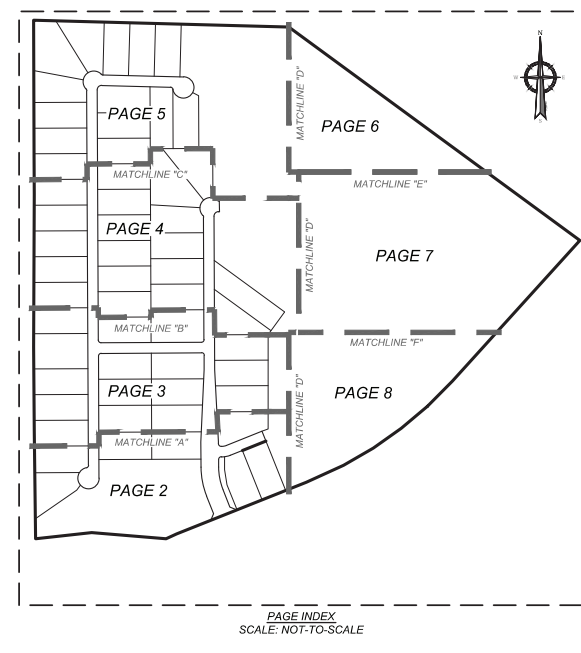 N
W
E
S
MATCHLINE "D"
PAGE 5
PAGE 6
MATCHLINE "C"
MATCHLINE "E"
PAGE 4
MATCHLINE "D"
PAGE 7
MATCHLINE "B"
MATCHLINE "F"
PAGE 3
PAGE 8
MATCHLINE "D"
MATCHLINE "A"
PAGE 2
PAGE INDEX
SCALE: NOT-TO-SCALE